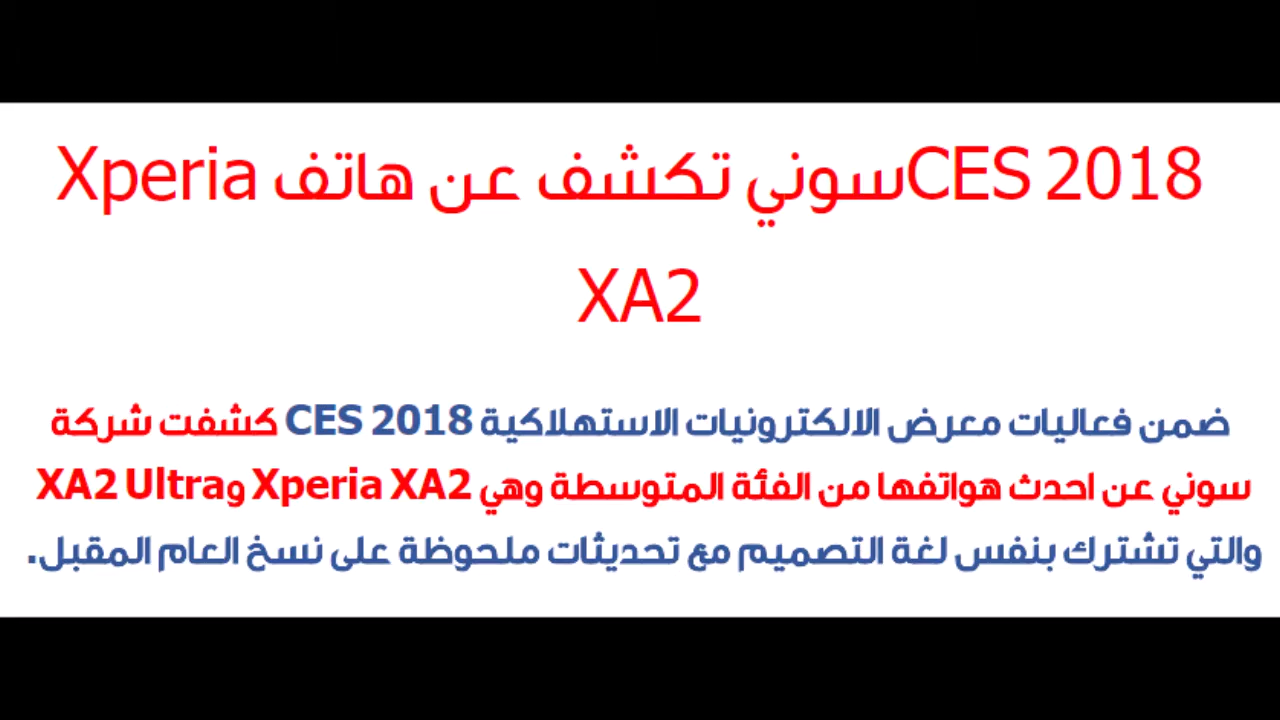 CES 2018سوني تكشف عن هاتف Xperia
XA2
ضمن فعاليات معرض الالكترونيات الاستهلاكية CES 2018 كشفت شركة
سوني عن احدث هواتفها من الفئة المتوسطة وهي Xperia XA2 وXA2 Ultra
والتي تشترك بنفس لغة التصميم مع تحديثات ملحوظة على نسخ العام المقبل.